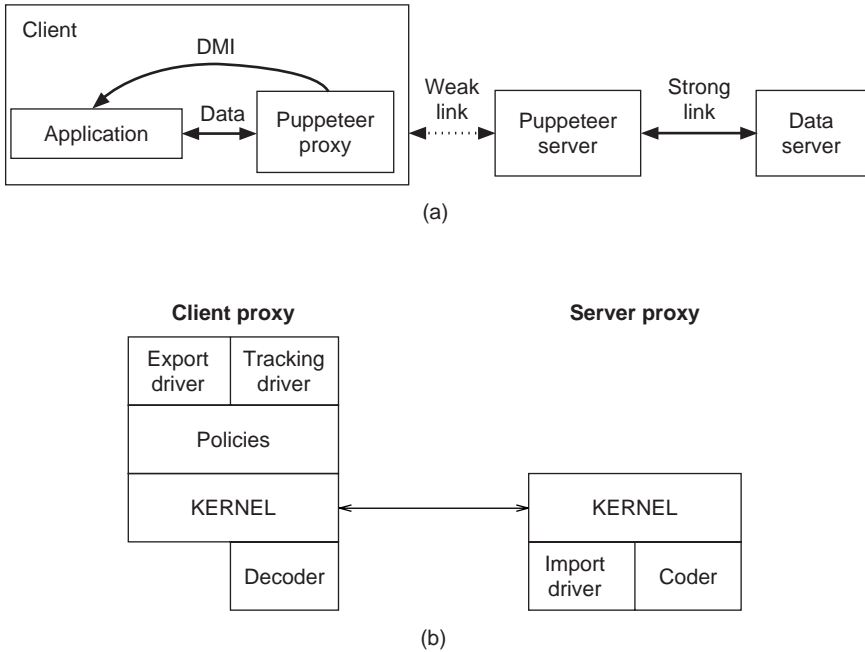 Client
DMI
Application
Data
Puppeteer
proxy
Weak
link
Puppeteer
server
Strong
link
Data
server
(a)
Client proxy
Server proxy
Export
driver
Tracking
driver
Policies
KERNEL
KERNEL
Decoder
Import
driver
Coder
(b)